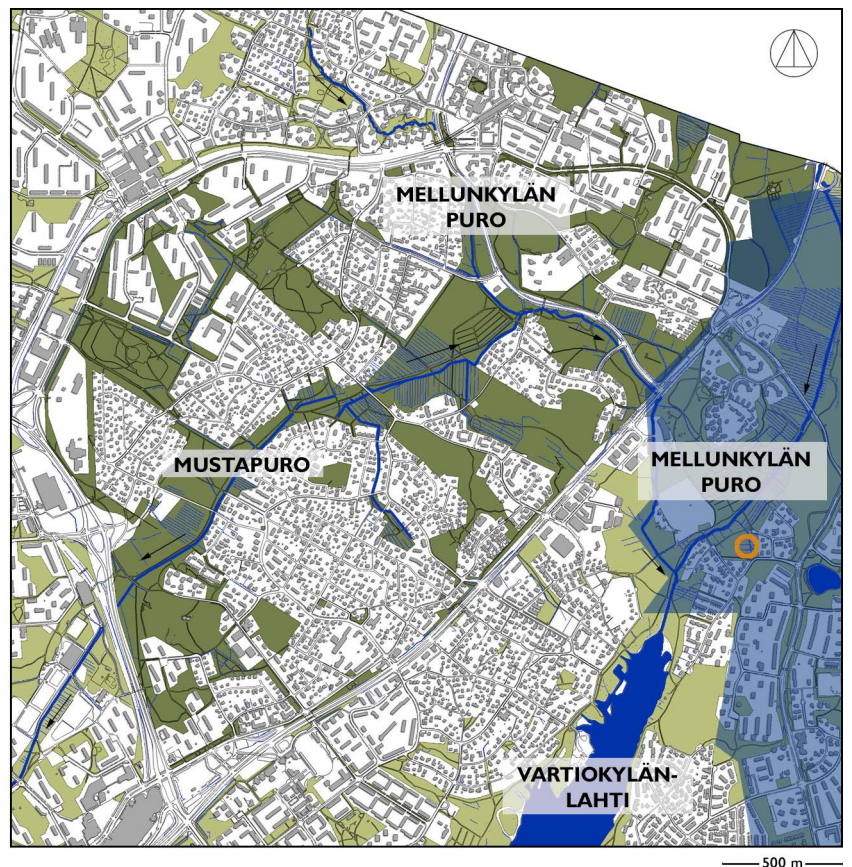 MELLUNKYLÄN
PURO
MUSTAPURO
MELLUNKYLÄN
PURO
VARTIOKYLÄN-
LAHTI
500 m